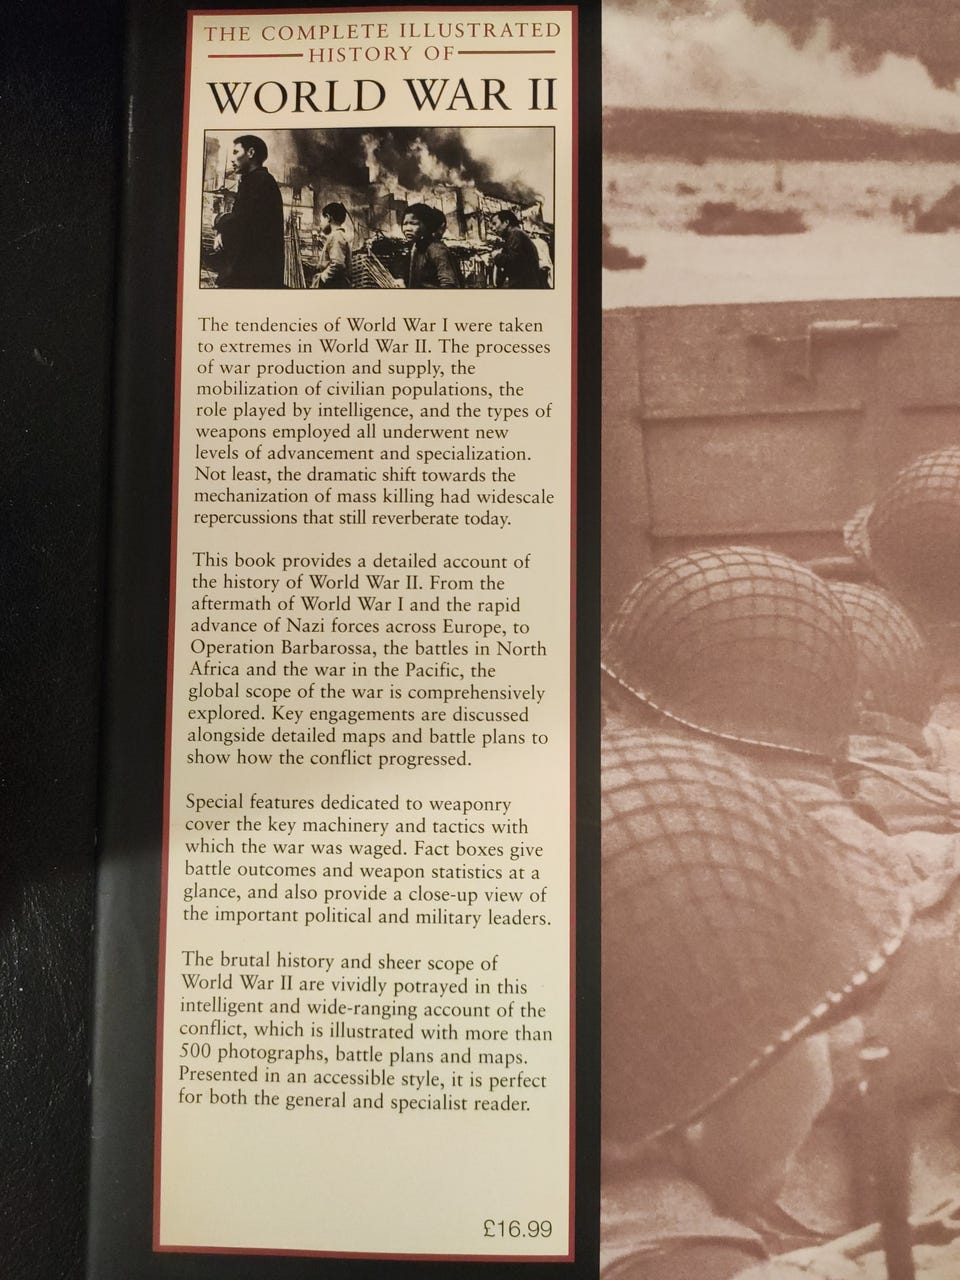 THE COMPLETE ILLUSTRATED
HISTORY OF
WORLD WAR II
The tendencies of World War I were taken
to extremes in World War II. The processes
of war production and supply, the
mobilization of civilian populations, the
role played by intelligence, and the types of
weapons employed all underwent new
levels of advancement and specialization.
Not least, the dramatic shift towards the
mechanization of mass killing had widescale
repercussions that still reverberate today.
This book provides a detailed account of
the history of World War II. From the
aftermath of World War I and the rapid
advance of Nazi forces across Europe, to
Operation Barbarossa, the battles in North
Africa and the war in the Pacific, the
global scope of the war is comprehensively
explored. Key engagements are discussed
alongside detailed maps and battle plans to
show how the conflict progressed.
Special features dedicated to weaponry
cover the key machinery and tactics with
which the war was waged. Fact boxes give
battle outcomes and weapon statistics at a
glance, and also provide a close-up view of
the important political and military leaders.
The brutal history and sheer scope of
World War II are vividly potrayed in this
intelligent and wide-ranging account of the
conflict, which is illustrated with more than
500 photographs, battle plans and maps.
Presented in an accessible style, it is perfect
for both the general and specialist reader.
£16.99